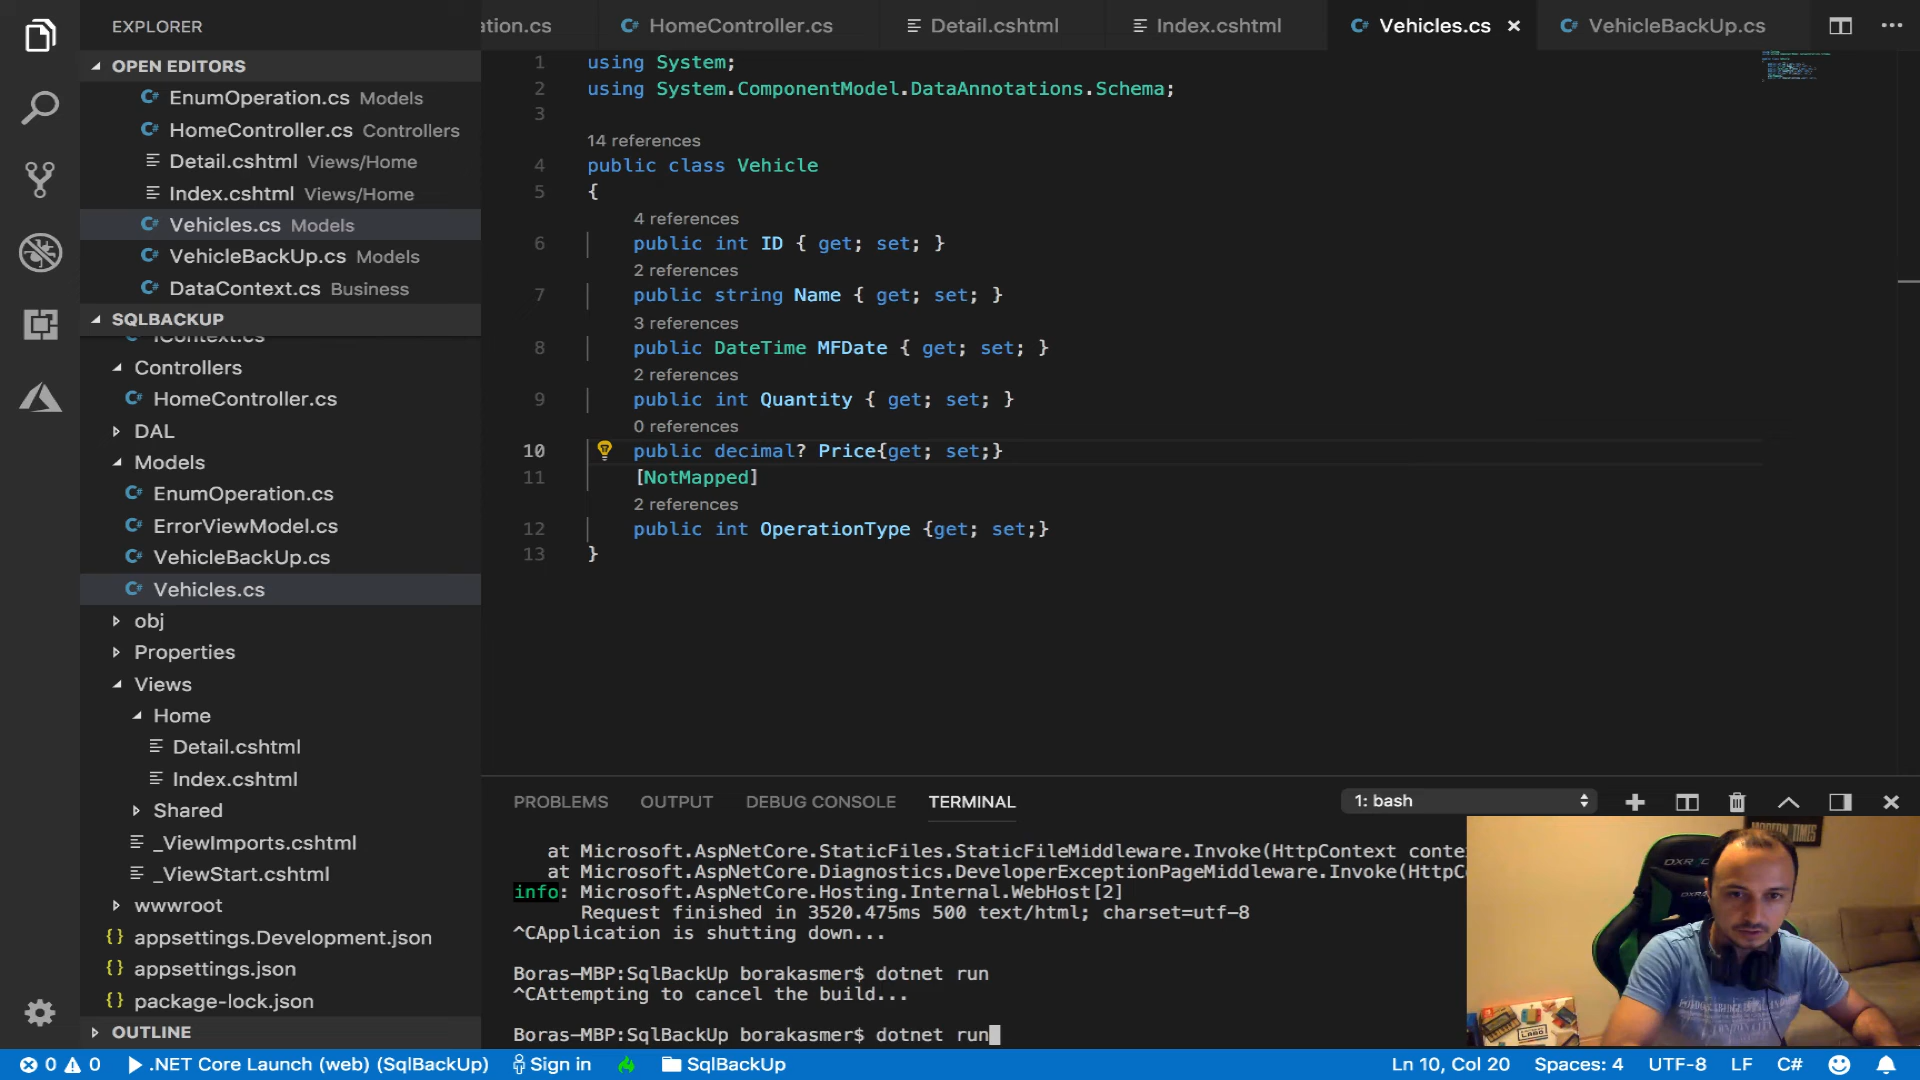 EXPLORER
OPEN EDITORS
EnumOperation.cs Models
HomeController.cs Controllers
Detail.cshtml Views/Home
Index.cshtml Views/Home
Vehicles.cs Models
VehicleBackUp.cs Models
DataContext.cs Business
SQLBACKUP
IContext.cs
Controllers
HomeController.cs
DAL
Models
EnumOperation.cs
ErrorViewModel.cs
VehicleBackUp.cs
Vehicles.cs
obj
Properties
Views
Home
Detail.cshtml
Index.cshtml
Shared
_ViewImports.cshtml
_ViewStart.cshtml
wwwroot
appsettings.Development.json
appsettings.json
package-lock.json
OUTLINE
ation.cs HomeController.cs Detail.cshtml Index.cshtml Vehicles.cs VehicleBackUp.cs
1 using System;
2 using System.ComponentModel.DataAnnotations.Schema;
3
14 references
4 public class Vehicle
5 {
4 references
6 public int ID { get; set; }
2 references
7 public string Name { get; set; }
3 references
8 public DateTime MFDate { get; set; }
2 references
9 public int Quantity { get; set; }
0 references
10 public decimal? Price{get; set;}
11 [NotMapped]
2 references
12 public int OperationType {get; set;}
13 }
PROBLEMS OUTPUT DEBUG CONSOLE TERMINAL 1: bash
at Microsoft.AspNetCore.StaticFiles.StaticFileMiddleware.Invoke(HttpContext conte
at Microsoft.AspNetCore.Diagnostics.DeveloperExceptionPageMiddleware.Invoke(HttpC
info: Microsoft.AspNetCore.Hosting.Internal.WebHost[2]
Request finished in 3520.475ms 500 text/html; charset=utf-8
^CApplication is shutting down...
Boras-MBP:SqlBackUp borakasmer$ dotnet run
^CAttempting to cancel the build...
Boras-MBP:SqlBackUp borakasmer$ dotnet run
MODERN TIMES
DXR
0 0 .NET Core Launch (web) (SqlBackUp) Sign in SqlBackUp Ln 10, Col 20 Spaces: 4 UTF-8 LF C#